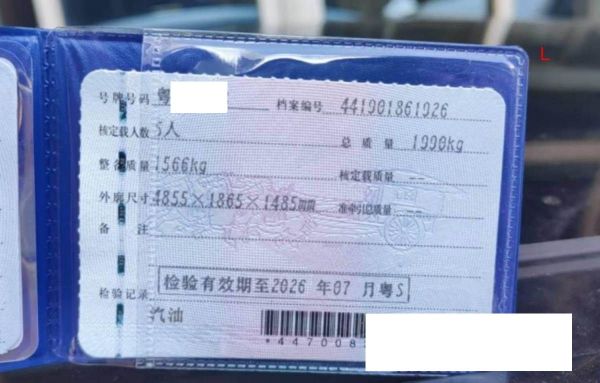 号牌号码 粤 档案编号 441901861926
核定载人数 5人 总质量 1990kg
整备质量 1566kg 核定载质量 --
外廓尺寸 4855×1865×1485mm 准牵引总质量 --
备注
检验记录 检验有效期至2026年07月粤S
汽油
*44700
L